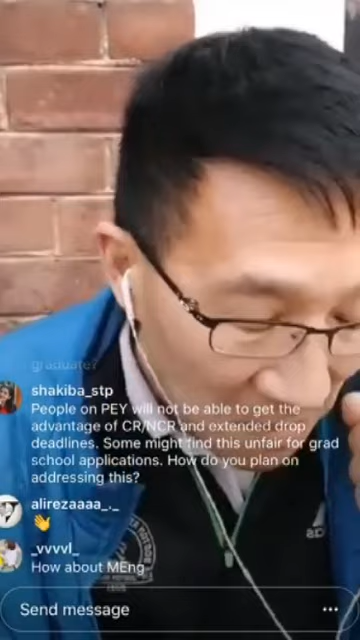 graduate?
shakiba_stp
People on PEY will not be able to get the
advantage of CR/NCR and extended drop
deadlines. Some might find this unfair for grad
school applications. How do you plan on
addressing this?
alirezaaaa_._
👋
_vvvvl_
How about MEng
Send message